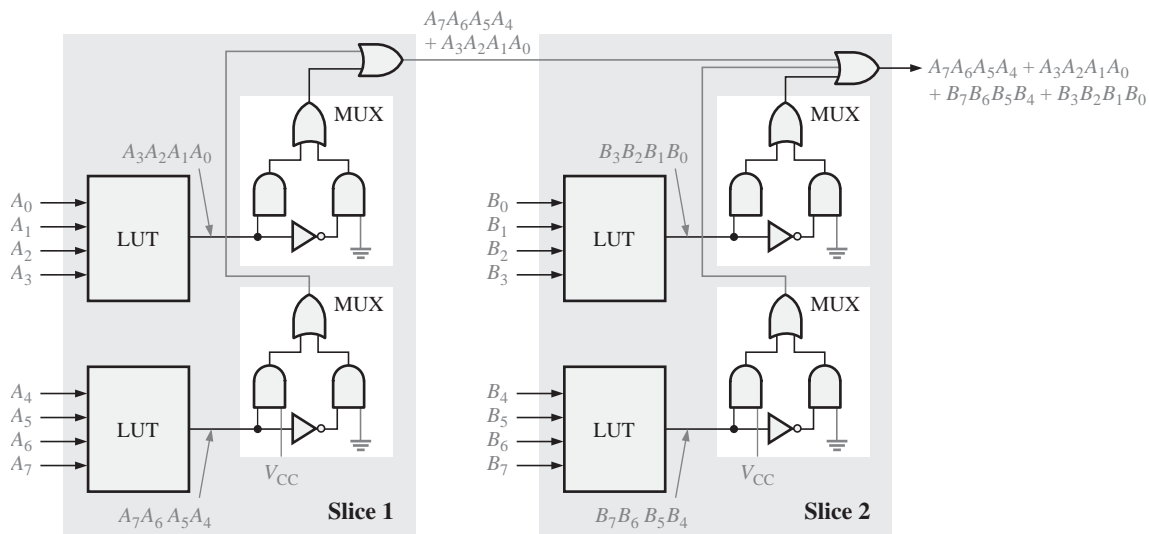 A₇A₆A₅A₄
+ A₃A₂A₁A₀
A₇A₆A₅A₄ + A₃A₂A₁A₀
+ B₇B₆B₅B₄ + B₃B₂B₁B₀
MUX
MUX
A₃A₂A₁A₀
B₃B₂B₁B₀
A₀
A₁
A₂
A₃
LUT
B₀
B₁
B₂
B₃
LUT
MUX
MUX
A₄
A₅
A₆
A₇
LUT
B₄
B₅
B₆
B₇
LUT
V_CC
V_CC
A₇A₆ A₅A₄
Slice 1
B₇B₆ B₅B₄
Slice 2